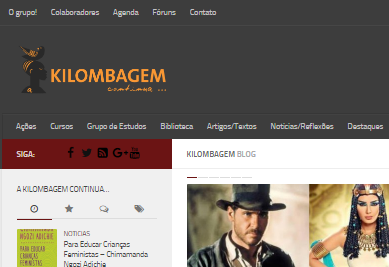 O grupo! Colaboradores Agenda Fóruns Contato
KILOMBAGEM
continua ...
Ações Cursos Grupo de Estudos Biblioteca Artigos/Textos Notícias/Reflexões Destaques
SIGA:
KILOMBAGEM BLOG
A KILOMBAGEM CONTINUA...
NGOZI ADICHIE
PARA EDUCAR
CRIANÇAS
FEMINISTAS
NOTICIAS
Para Educar Crianças
Feministas – Chimamanda
Ngozi Adichie